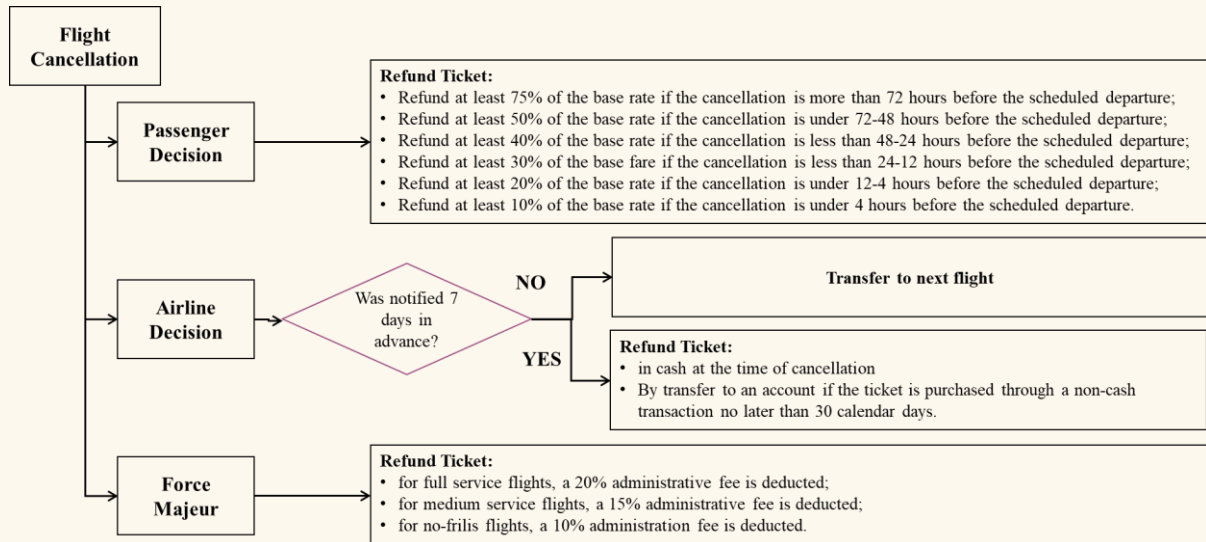 Flight
Cancellation
Passenger
Decision
Refund Ticket:
• Refund at least 75% of the base rate if the cancellation is more than 72 hours before the scheduled departure;
• Refund at least 50% of the base rate if the cancellation is under 72-48 hours before the scheduled departure;
• Refund at least 40% of the base rate if the cancellation is less than 48-24 hours before the scheduled departure;
• Refund at least 30% of the base fare if the cancellation is less than 24-12 hours before the scheduled departure;
• Refund at least 20% of the base rate if the cancellation is under 12-4 hours before the scheduled departure;
• Refund at least 10% of the base rate if the cancellation is under 4 hours before the scheduled departure.
Airline
Decision
Was notified 7
days in
advance?
NO
Transfer to next flight
YES
Refund Ticket:
• in cash at the time of cancellation
• By transfer to an account if the ticket is purchased through a non-cash
transaction no later than 30 calendar days.
Force
Majeur
Refund Ticket:
• for full service flights, a 20% administrative fee is deducted;
• for medium service flights, a 15% administrative fee is deducted;
• for no-frilis flights, a 10% administration fee is deducted.